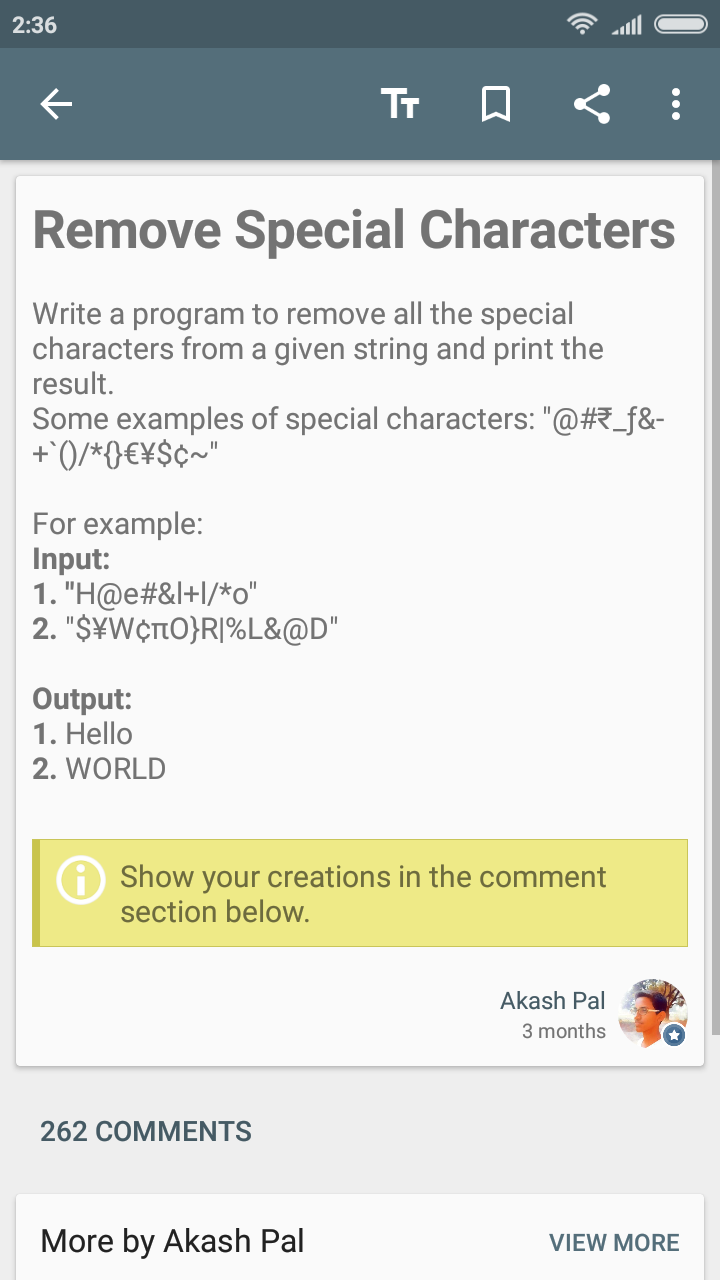 2:36
Remove Special Characters
Write a program to remove all the special
characters from a given string and print the
result.
Some examples of special characters: "@#₹_ƒ&-
+`()/*{}€¥$¢~"
For example:
Input:
1. "H@e#&l+l/*o"
2. "$¥W¢πO}R|%L&@D"
Output:
1. Hello
2. WORLD
Show your creations in the comment
section below.
Akash Pal
3 months
262 COMMENTS
More by Akash Pal
VIEW MORE